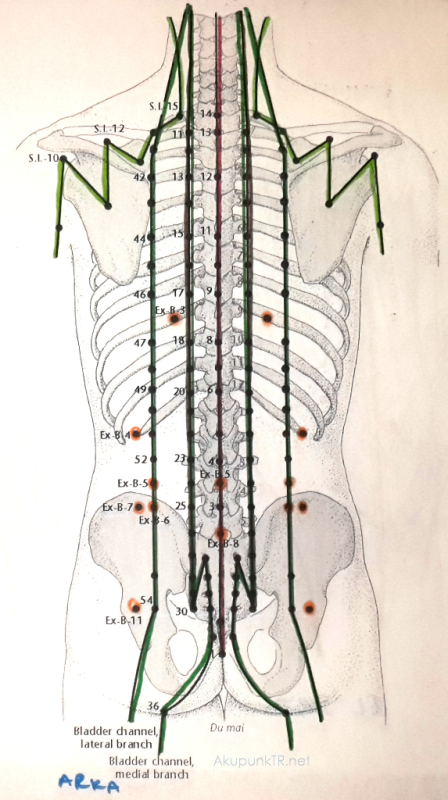 S.I.-15
14
11
13
S.I.-12
S.I.-10
42
13
12
44
15
11
46
17
9
Ex-B-3
47
18
8
49
20
6
Ex-B-4
52
23
4
Ex-B-5
Ex-B-5
Ex-B-7
25
3
Ex-B-6
Ex-B-8
54
30
Ex-B-11
36
Du mai
Bladder channel,
lateral branch
Bladder channel,
medial branch
AkupunkTR.net
ARKA